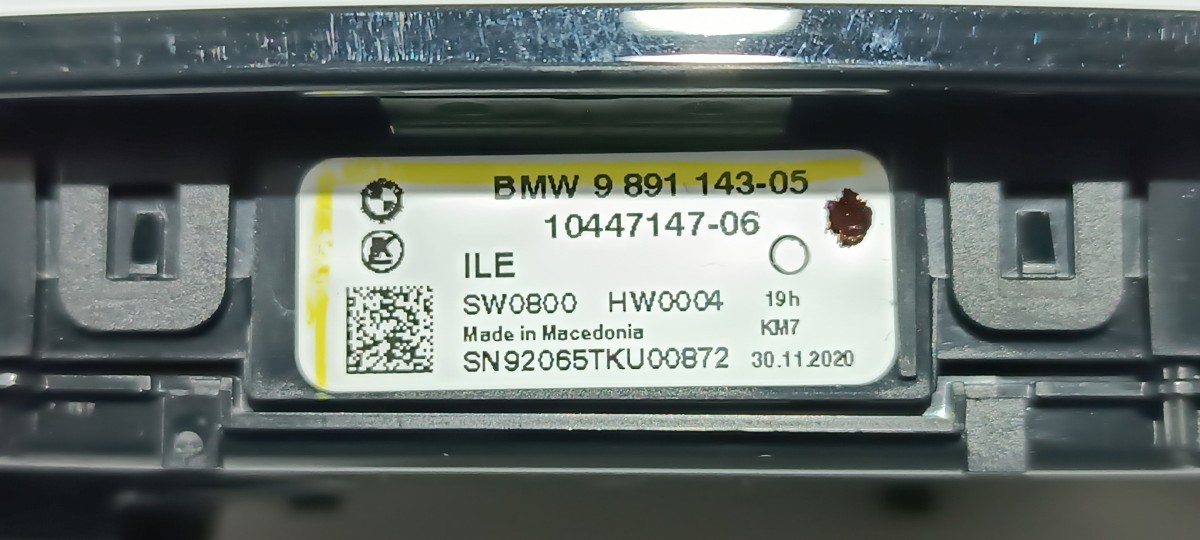 BMW 9 891 143-05
10447147-06
ILE
SW0800 HW0004 19h
Made in Macedonia KM7
SN92065TKU00872 30.11.2020